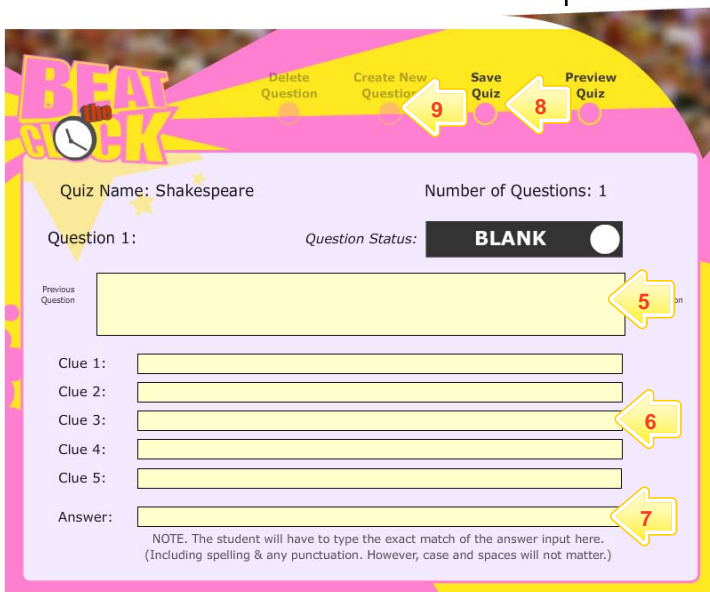 BEAT
the
CLOCK
Delete
Question
Create New
Question
Save
Quiz
Preview
Quiz
9
8
Quiz Name: Shakespeare
Number of Questions: 1
Question 1:
Question Status:
BLANK
Previous
Question
5
Clue 1:
Clue 2:
Clue 3:
6
Clue 4:
Clue 5:
Answer:
7
NOTE. The student will have to type the exact match of the answer input here.
(Including spelling & any punctuation. However, case and spaces will not matter.)